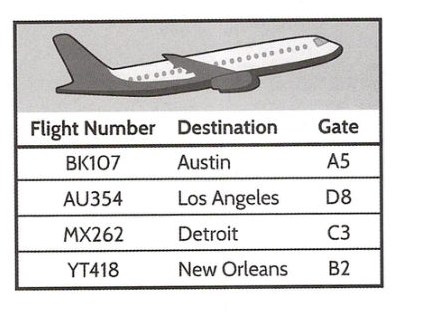 Flight Number Destination Gate
BK107 Austin A5
AU354 Los Angeles D8
MX262 Detroit C3
YT418 New Orleans B2